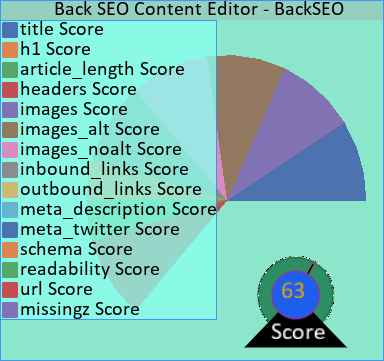 Back SEO Content Editor - BackSEO
title Score
h1 Score
article_length Score
headers Score
images Score
images_alt Score
images_noalt Score
inbound_links Score
outbound_links Score
meta_description Score
meta_twitter Score
schema Score
readability Score
url Score
missingz Score
63
Score